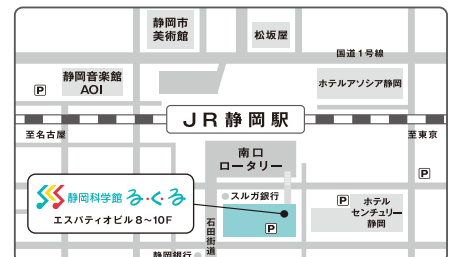 静岡市
美術館
松坂屋
国道1号線
静岡音楽館
AOI
P
ホテルアソシア静岡
JR静岡駅
至名古屋
至東京
南口
ロータリー
P
静岡科学館 る・く・る
エスパティオビル8〜10F
スルガ銀行
P
ホテル
センチュリー
静岡
P
石田街道
静岡銀行